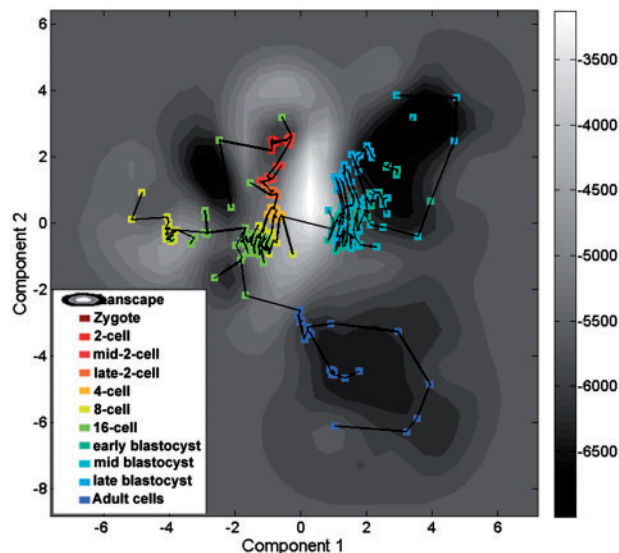 6
4
2
0
-2
-4
-6
-8
Component 2
-6
-4
-2
0
2
4
6
Component 1
Zygote
2-cell
mid-2-cell
late-2-cell
4-cell
8-cell
16-cell
early blastocyst
mid blastocyst
late blastocyst
Adult cells
-3500
-4000
-4500
-5000
-5500
-6000
-6500